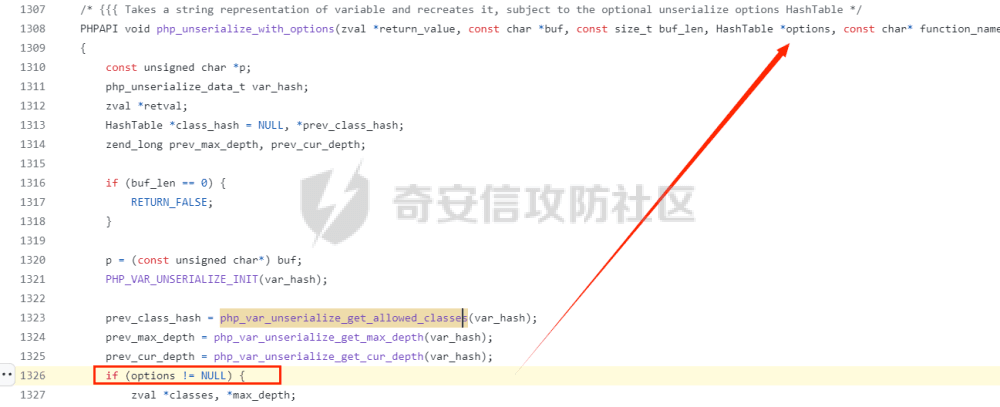 1307 /* {{{ Takes a string representation of variable and recreates it, subject to the optional unserialize options HashTable */
1308 PHPAPI void php_unserialize_with_options(zval *return_value, const char *buf, const size_t buf_len, HashTable *options, const char* function_name
1309 {
1310 const unsigned char *p;
1311 php_unserialize_data_t var_hash;
1312 zval *retval;
1313 HashTable *class_hash = NULL, *prev_class_hash;
1314 zend_long prev_max_depth, prev_cur_depth;
1315
1316 if (buf_len == 0) {
1317 RETURN_FALSE;
1318 }
1319
1320 p = (const unsigned char*) buf;
1321 PHP_VAR_UNSERIALIZE_INIT(var_hash);
1322
1323 prev_class_hash = php_var_unserialize_get_allowed_classes(var_hash);
1324 prev_max_depth = php_var_unserialize_get_max_depth(var_hash);
1325 prev_cur_depth = php_var_unserialize_get_cur_depth(var_hash);
1326 if (options != NULL) {
1327 zval *classes, *max_depth;
奇安信攻防社区